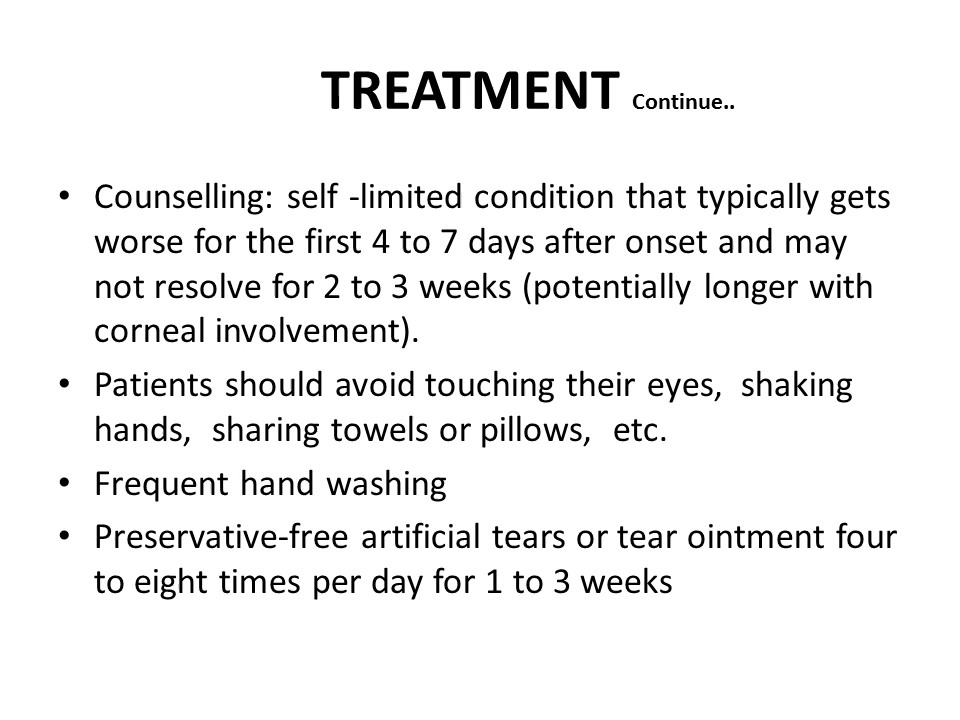 TREATMENT Continue..
• Counselling: self -limited condition that typically gets
worse for the first 4 to 7 days after onset and may
not resolve for 2 to 3 weeks (potentially longer with
corneal involvement).
• Patients should avoid touching their eyes, shaking
hands, sharing towels or pillows, etc.
• Frequent hand washing
• Preservative-free artificial tears or tear ointment four
to eight times per day for 1 to 3 weeks